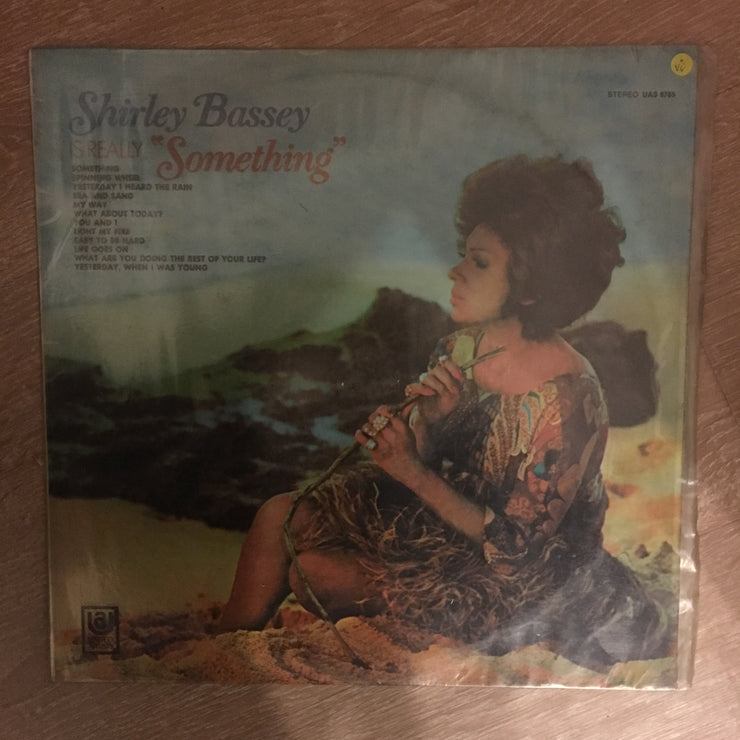 Shirley Bassey
IS REALLY "Something"
STEREO UAS 6765
SOMETHING
SPINNING WHEEL
YESTERDAY I HEARD THE RAIN
SEA AND SAND
MY WAY
WHAT ABOUT TODAY?
YOU AND I
LIGHT MY FIRE
EASY TO BE HARD
LIFE GOES ON
WHAT ARE YOU DOING THE REST OF YOUR LIFE?
YESTERDAY, WHEN I WAS YOUNG